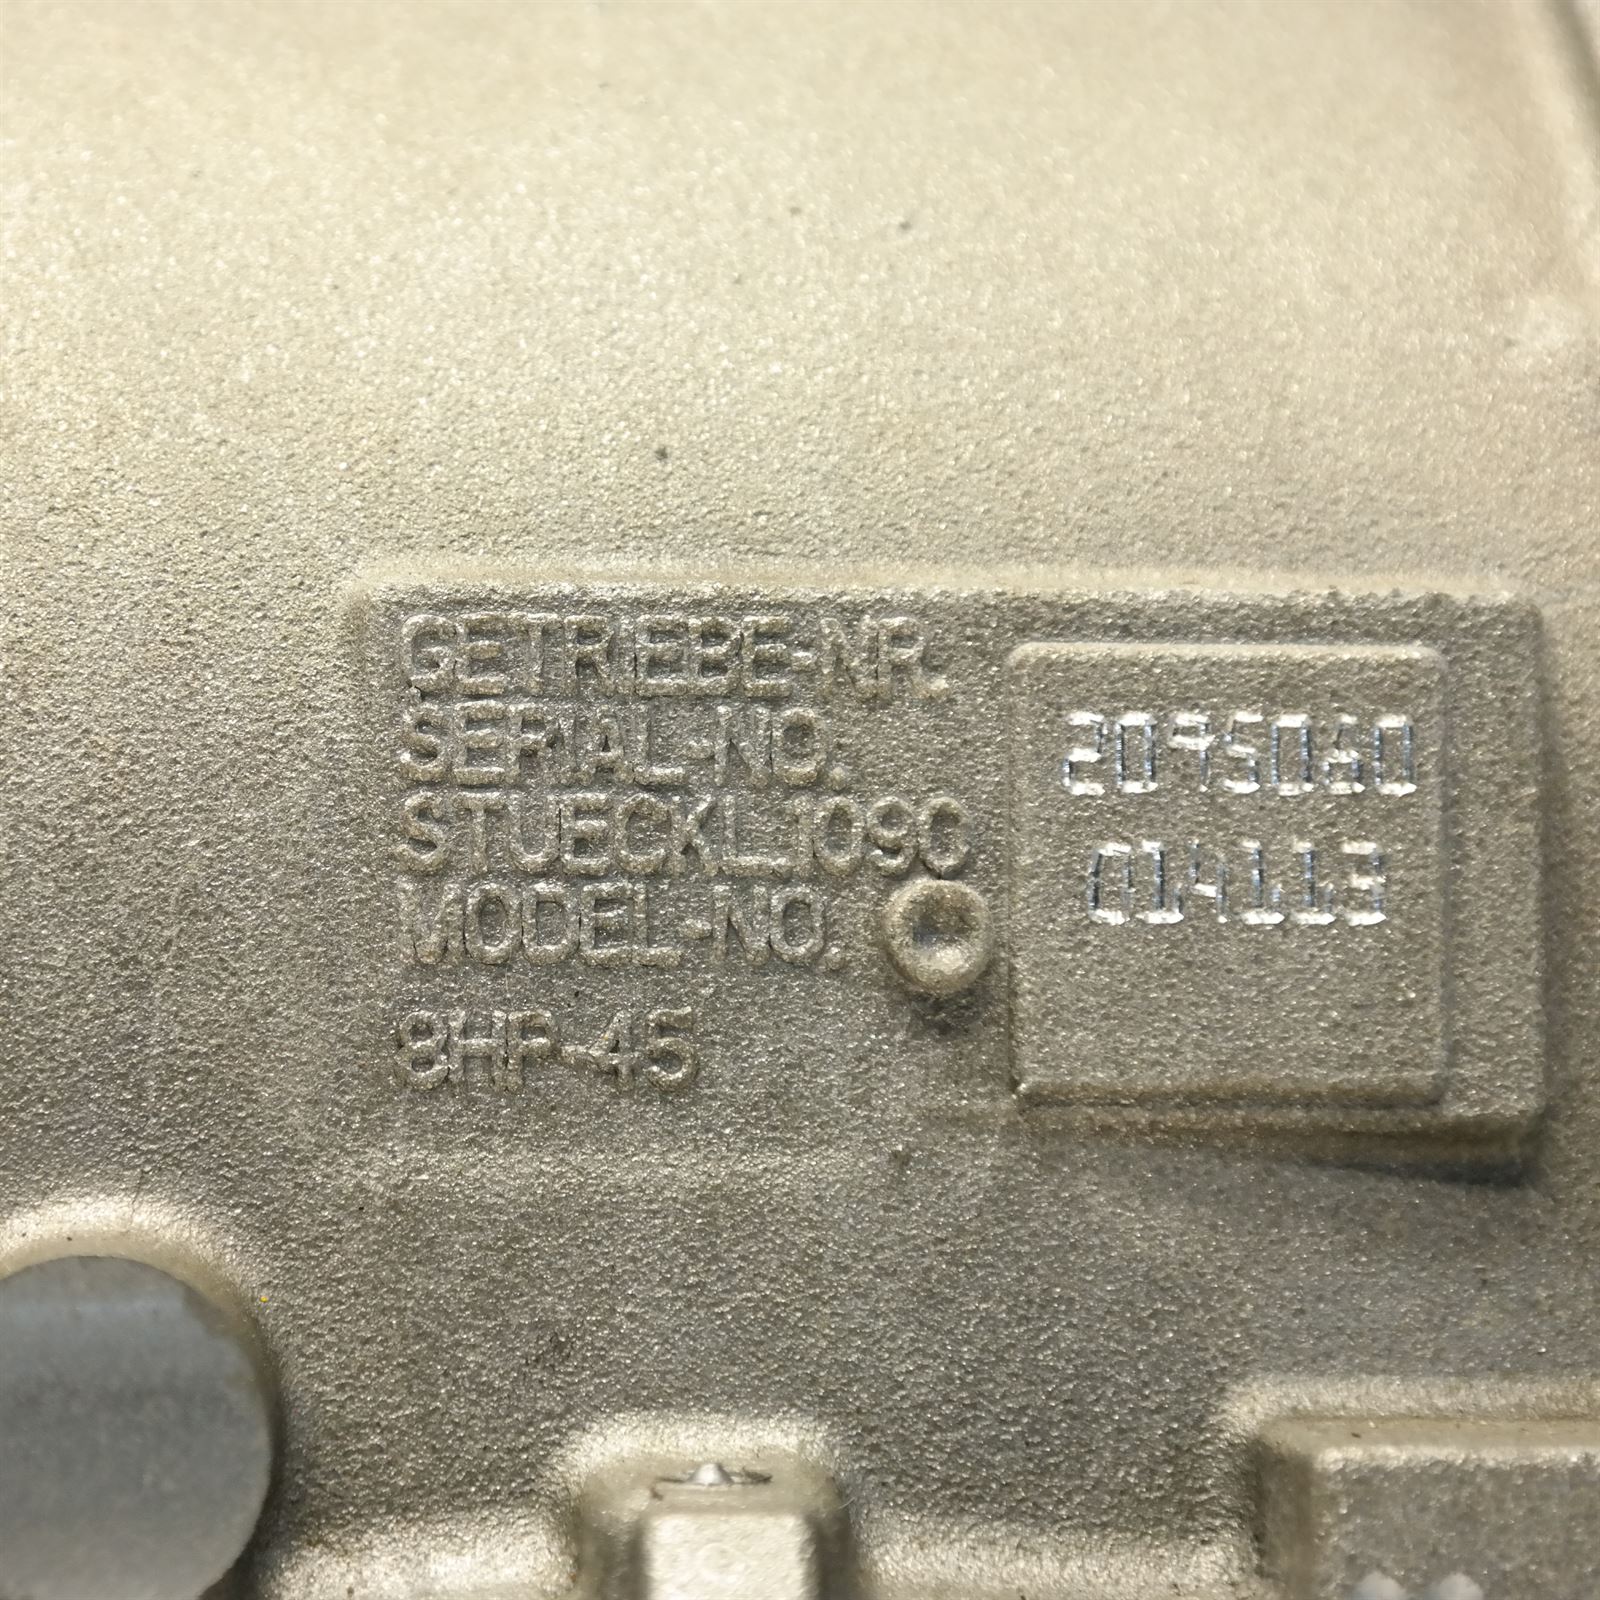 GETRIEBE-NR.
SERIAL-NO.
2095060
STUECKL.1090
014113
MODEL-NO.
8HP-45